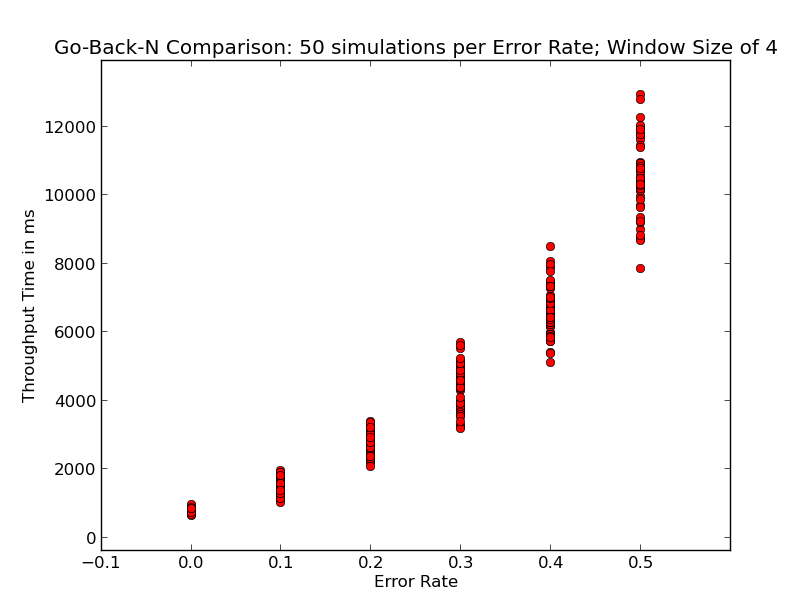 Go-Back-N Comparison: 50 simulations per Error Rate; Window Size of 4
12000
10000
8000
6000
4000
2000
0
Throughput Time in ms
−0.1 0.0 0.1 0.2 0.3 0.4 0.5
Error Rate